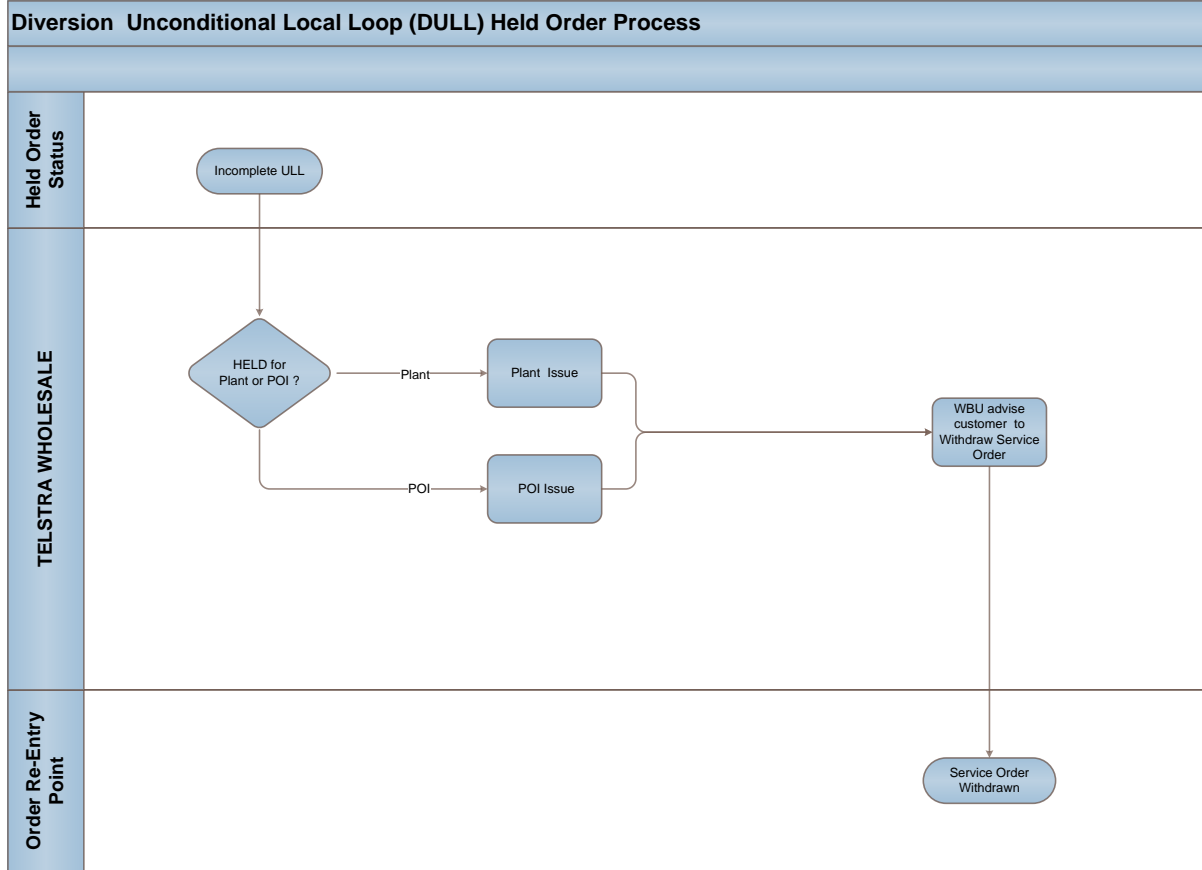 Diversion  Unconditional Local Loop (DULL) Held Order Process
Held Order
Status
Incomplete ULL
TELSTRA WHOLESALE
HELD for
Plant or POI ?
Plant
Plant  Issue
POI
POI Issue
WBU advise
customer  to
Withdraw Service
Order
Order Re-Entry
Point
Service Order
Withdrawn